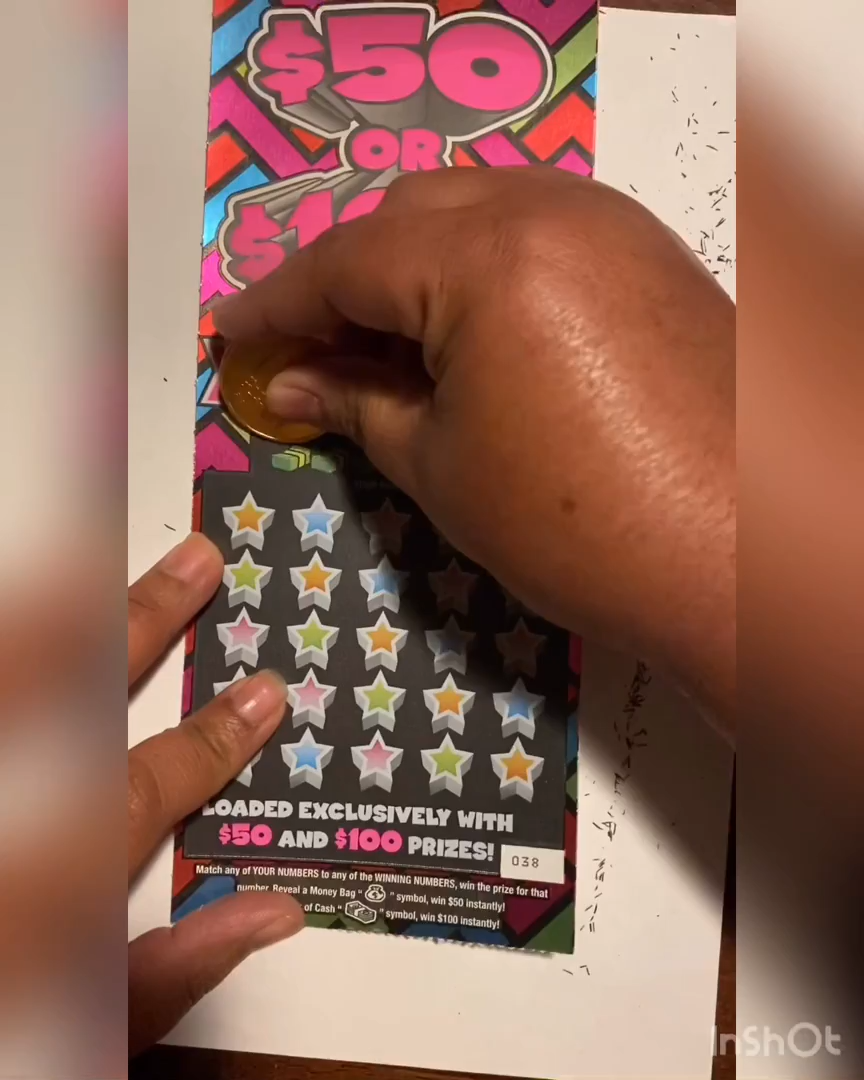 $50
OR
LOADED EXCLUSIVELY WITH
$50 AND $100 PRIZES!
038
Match any of YOUR NUMBERS to any of the WINNING NUMBERS, win the prize for that
number. Reveal a Money Bag " " symbol, win $50 instantly!
of Cash " " symbol, win $100 instantly!
InShOt